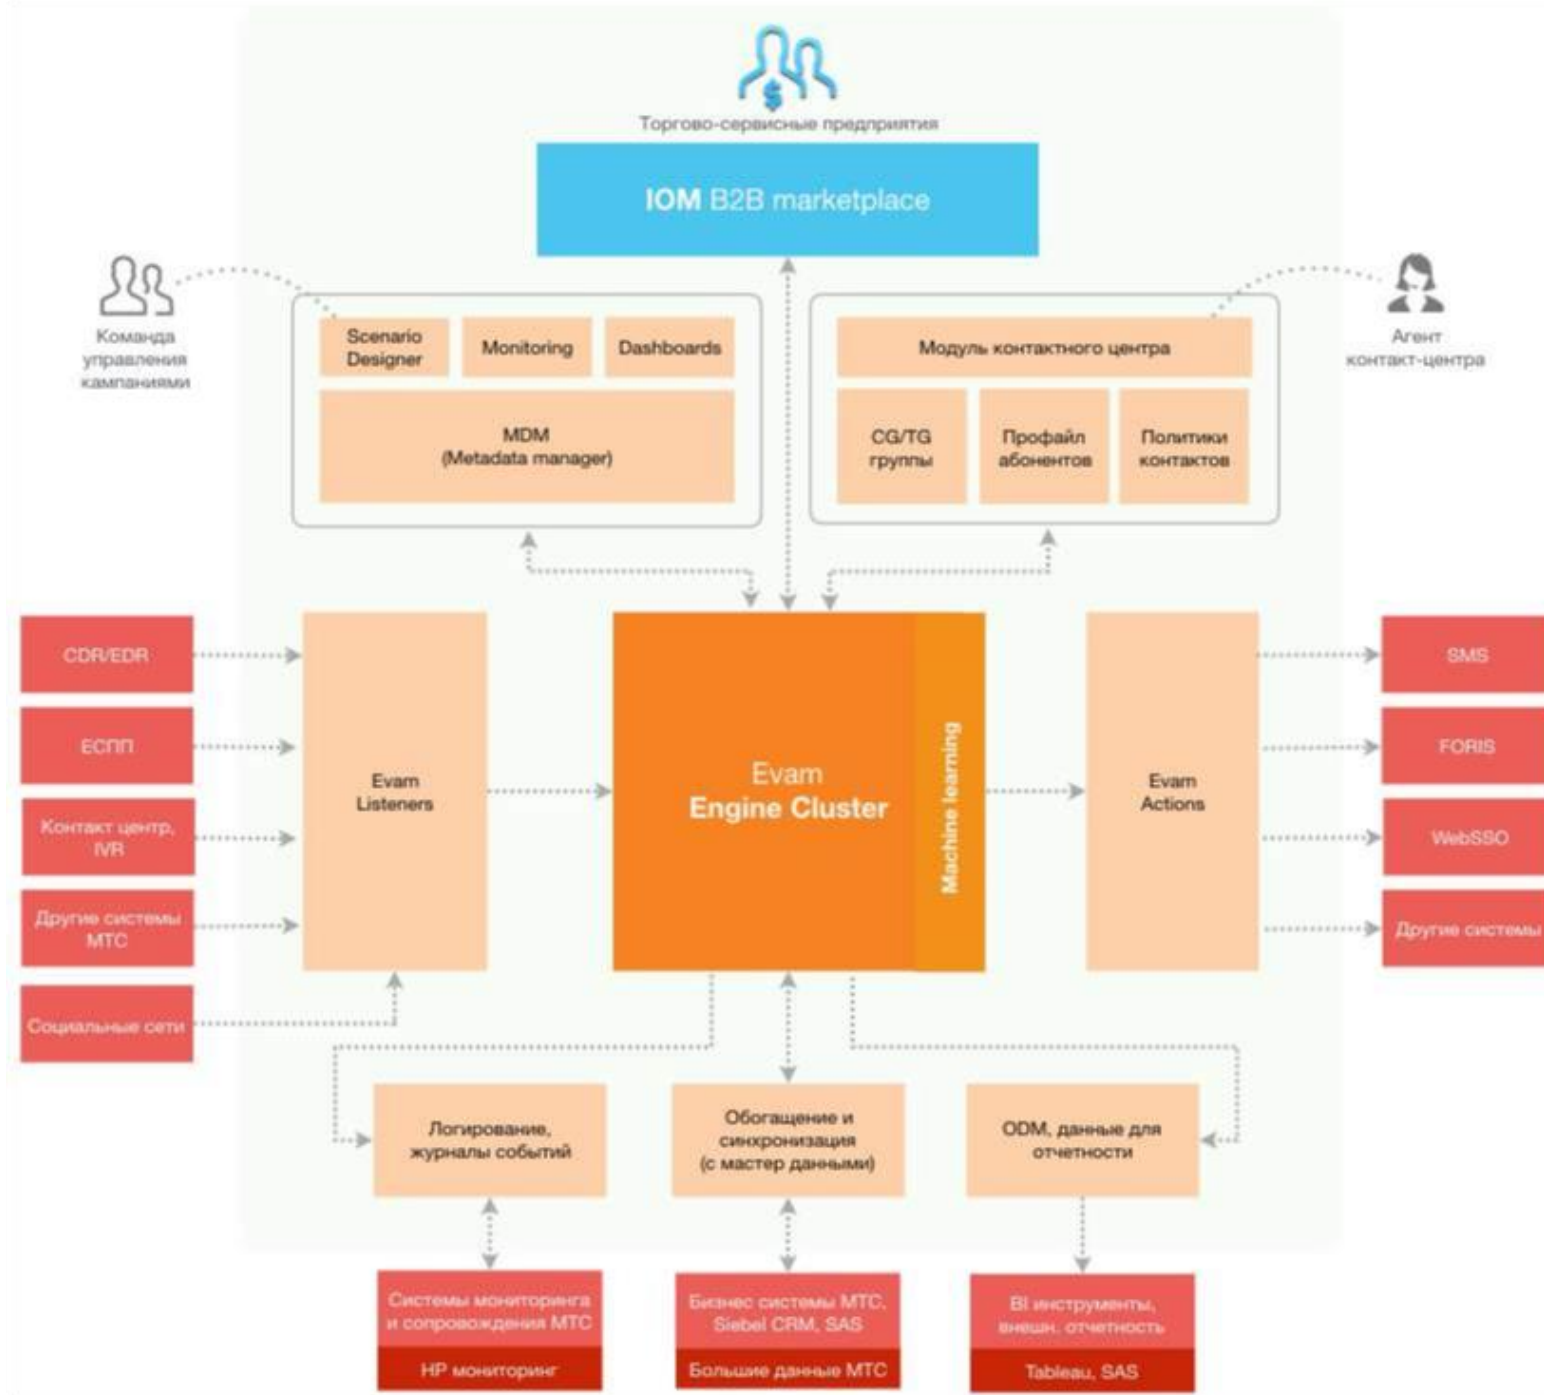 Торгово-сервисные предприятия
IOM B2B marketplace
Команда
управления
кампаниями
Scenario
Designer
Monitoring
Dashboards
MDM
(Metadata manager)
Модуль контактного центра
CG/TG
группы
Профайл
абонентов
Политики
контактов
Агент
контакт-центра
CDR/EDR
ЕСПП
Контакт центр,
IVR
Другие системы
МТС
Социальные сети
Evam
Listeners
Evam
Engine Cluster
Machine learning
Evam
Actions
SMS
FORIS
WebSSO
Другие системы
Логирование,
журналы событий
Обогащение и
синхронизация
(с мастер данными)
ODM, данные для
отчетности
Системы мониторинга
и сопровождения МТС
HP мониторинг
Бизнес системы МТС,
Siebel CRM, SAS
Большие данные МТС
BI инструменты,
внешн. отчетность
Tableau, SAS